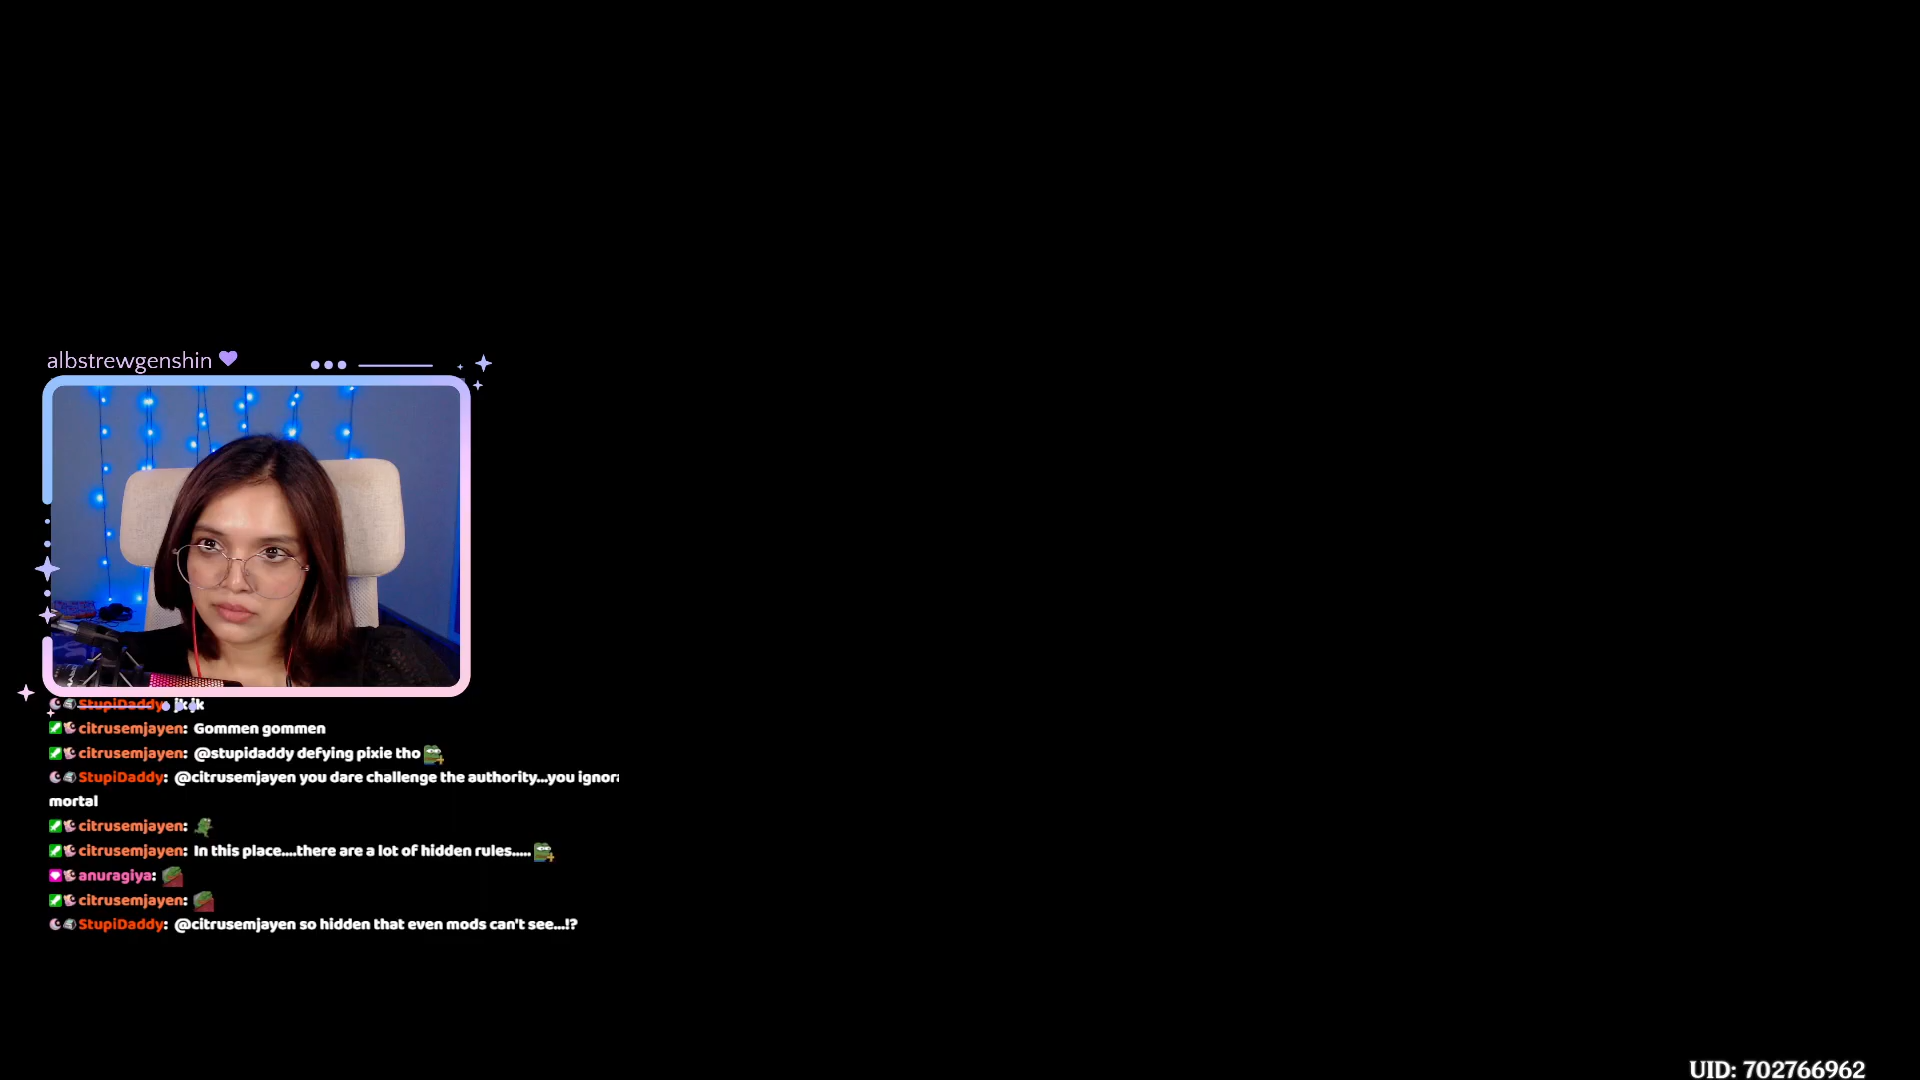 albstrewgenshin
StupiDaddy: jkjk
citrusemjayen: Gommen gommen
citrusemjayen: @stupidaddy defying pixie tho
StupiDaddy: @citrusemjayen you dare challenge the authority...you ignor
mortal
citrusemjayen:
citrusemjayen: In this place....there are a lot of hidden rules.....
anuragiya:
citrusemjayen:
StupiDaddy: @citrusemjayen so hidden that even mods can't see...!?
UID: 702766962